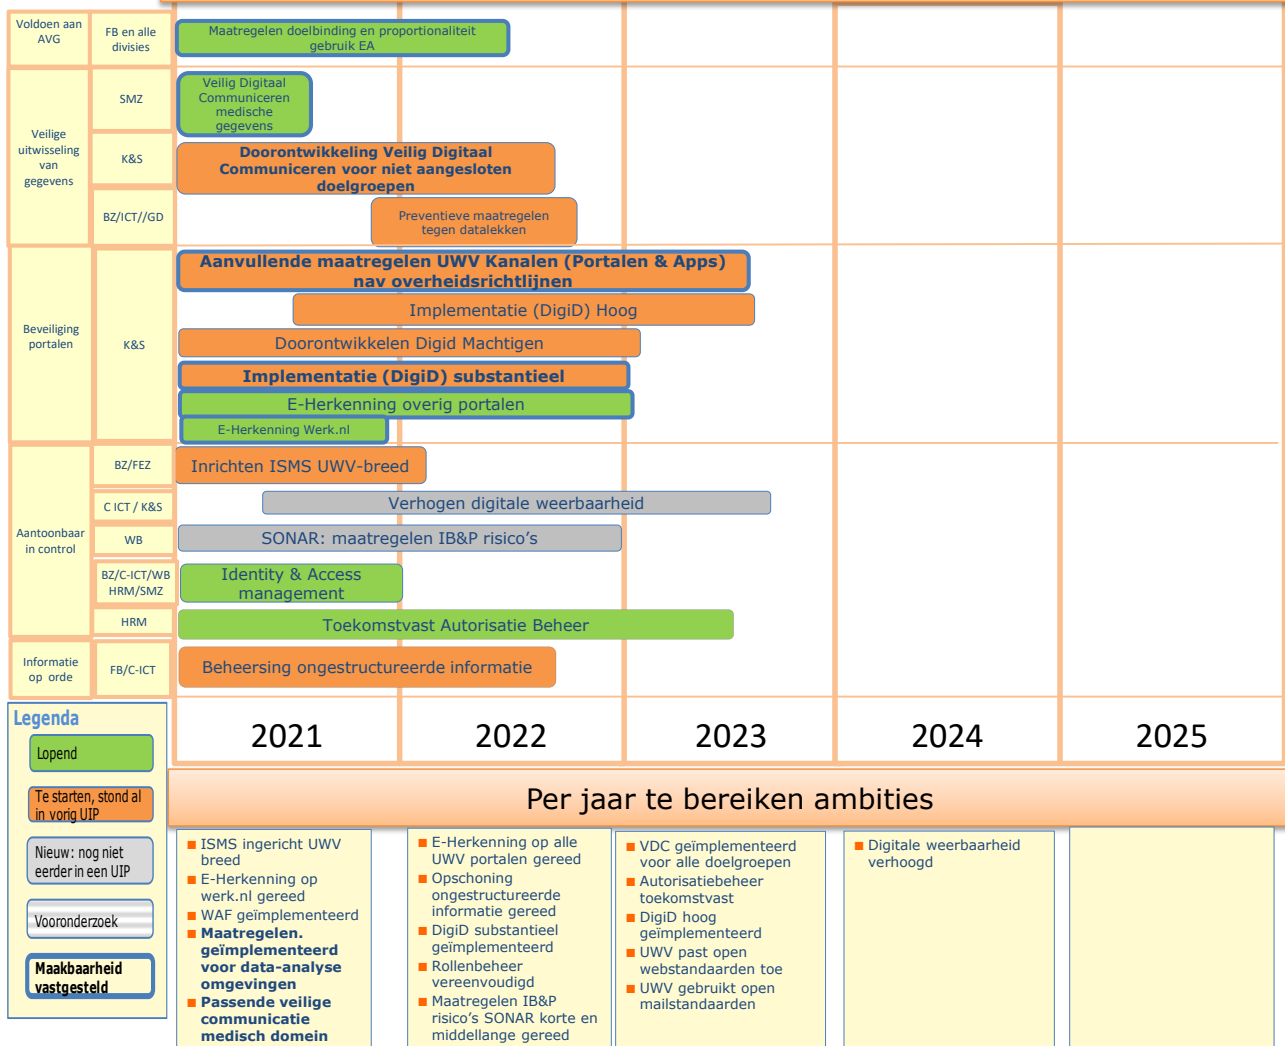 Voldoen aan
AVG
FB en alle
divisies
Maatregelen doelbinding en proportionaliteit
gebruik EA
Veilige
uitwisseling
van
gegevens
SMZ
Veilig Digitaal
Communiceren
medische
gegevens
K&S
Doorontwikkeling Veilig Digitaal
Communiceren voor niet aangesloten
doelgroepen
BZ/ICT//GD
Preventieve maatregelen
tegen datalekken
Beveiliging
portalen
K&S
Aanvullende maatregelen UWV Kanalen (Portalen & Apps)
nav overheidsrichtlijnen
Implementatie (DigiD) Hoog
Doorontwikkelen Digid Machtigen
Implementatie (DigiD) substantieel
E-Herkenning overig portalen
E-Herkenning Werk.nl
Aantoonbaar
in control
BZ/FEZ
Inrichten ISMS UWV-breed
C ICT / K&S
Verhogen digitale weerbaarheid
WB
SONAR: maatregelen IB&P risico's
BZ/C-ICT/WB
HRM/SMZ
Identity & Access
management
HRM
Toekomstvast Autorisatie Beheer
Informatie
op orde
FB/C-ICT
Beheersing ongestructureerde informatie
2021
2022
2023
2024
2025
Legenda
Lopend
Te starten, stond al
in vorig UIP
Nieuw: nog niet
eerder in een UIP
Vooronderzoek
Maakbaarheid
vastgesteld
Per jaar te bereiken ambities
ISMS ingericht UWV
breed
E-Herkenning op
werk.nl gereed
WAF geïmplementeerd
Maatregelen.
geïmplementeerd
voor data-analyse
omgevingen
Passende veilige
communicatie
medisch domein
E-Herkenning op alle
UWV portalen gereed
Opschoning
ongestructureerde
informatie gereed
DigiD substantieel
geïmplementeerd
Rollenbeheer
vereenvoudigd
Maatregelen IB&P
risico's SONAR korte en
middellange gereed
VDC geïmplementeerd
voor alle doelgroepen
Autorisatiebeheer
toekomstvast
DigiD hoog
geïmplementeerd
UWV past open
webstandaarden toe
UWV gebruikt open
mailstandaarden
Digitale weerbaarheid
verhoogd